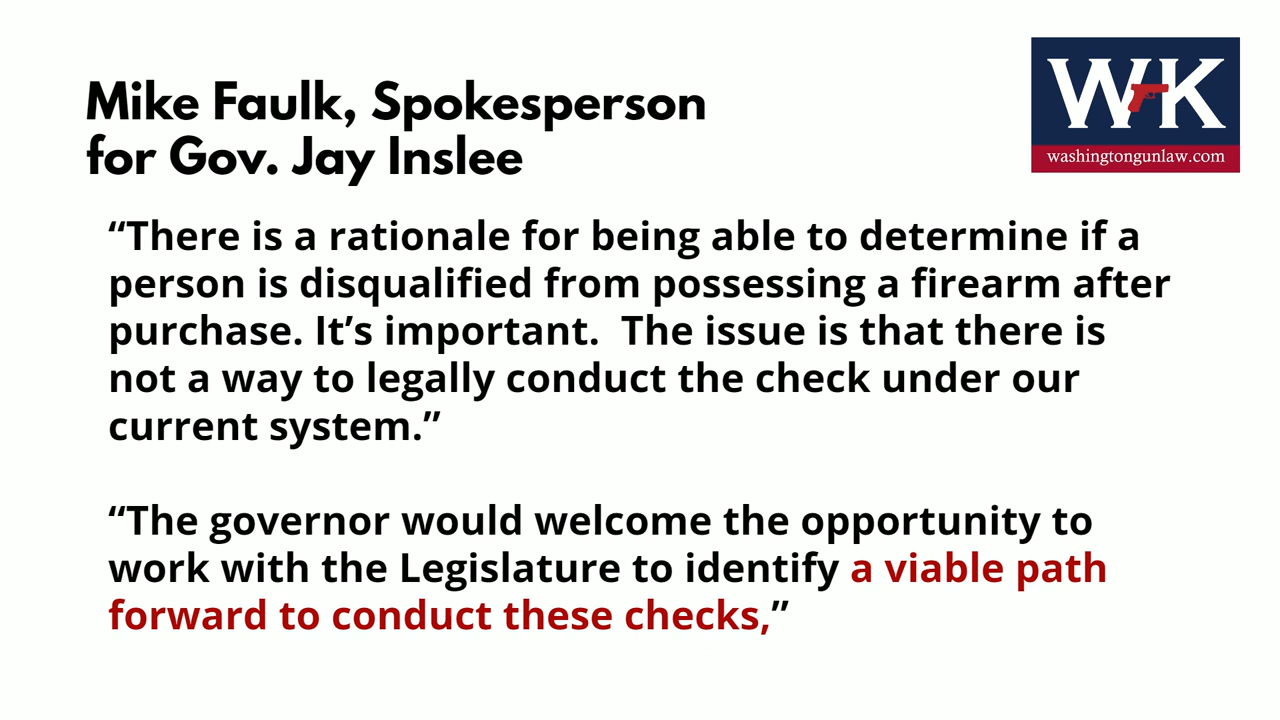 Mike Faulk, Spokesperson
for Gov. Jay Inslee
W K
washingtongunlaw.com
“There is a rationale for being able to determine if a
person is disqualified from possessing a firearm after
purchase. It’s important.  The issue is that there is
not a way to legally conduct the check under our
current system.”
“The governor would welcome the opportunity to
work with the Legislature to identify a viable path
forward to conduct these checks,”